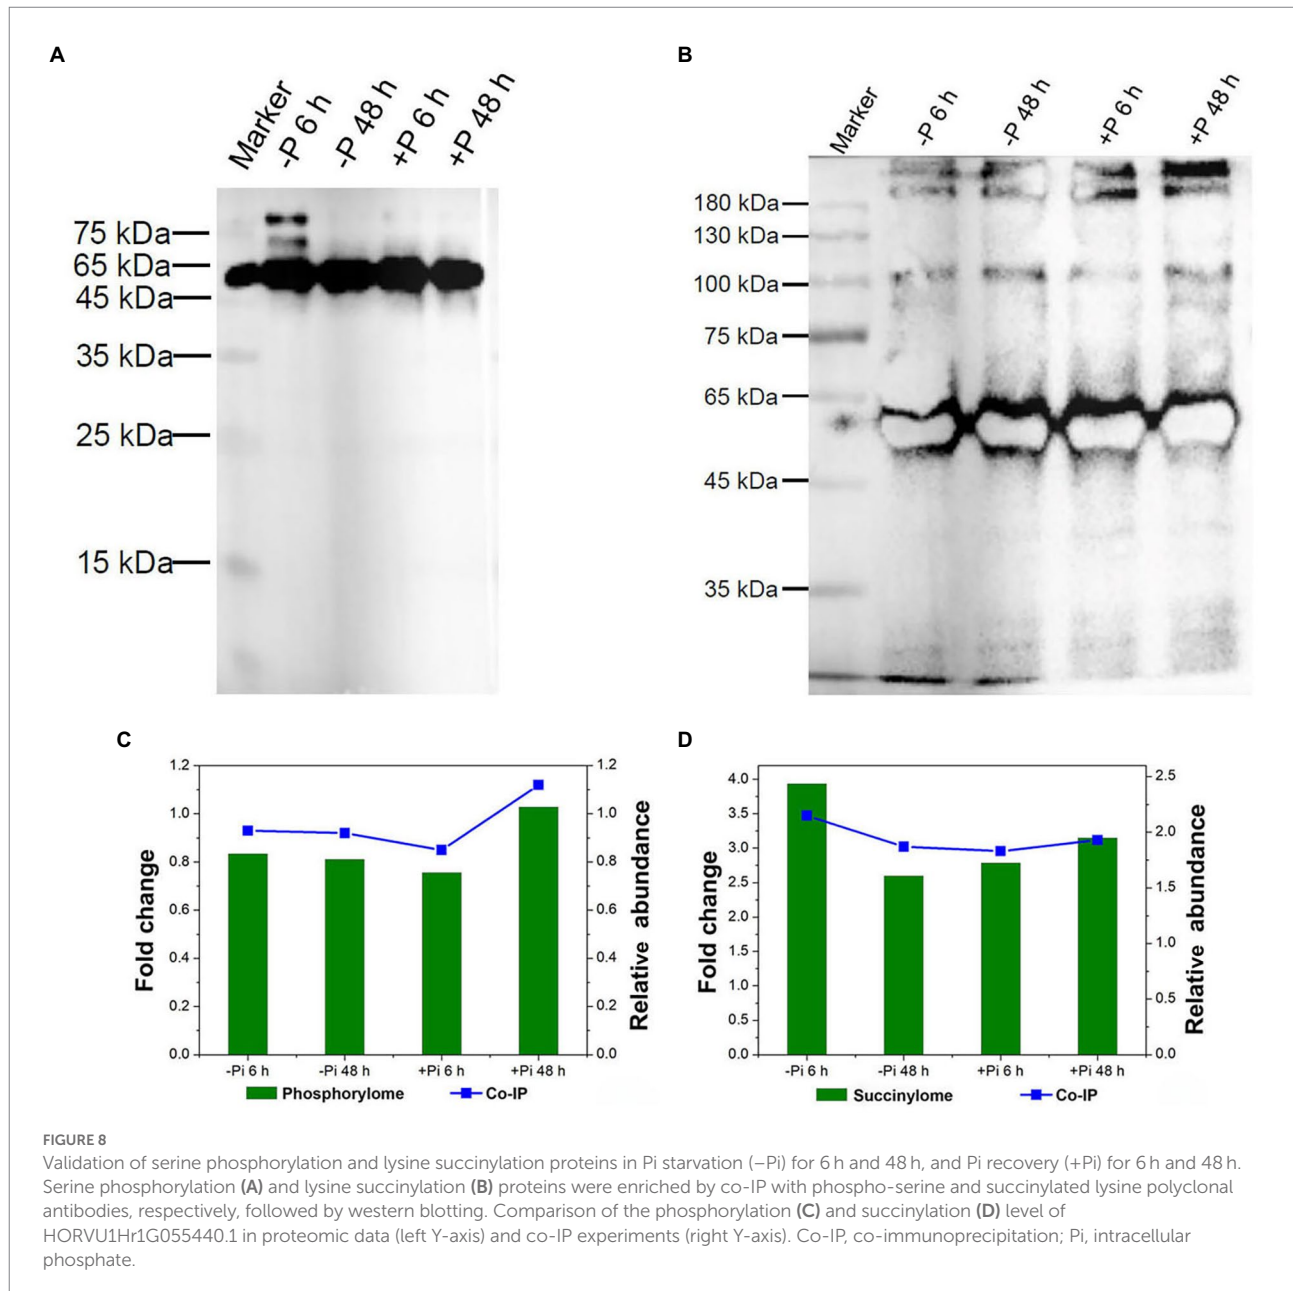 A
Marker
-P 6 h
-P 48 h
+P 6 h
+P 48 h
75 kDa
65 kDa
45 kDa
35 kDa
25 kDa
15 kDa
B
Marker
-P 6 h
-P 48 h
+P 6 h
+P 48 h
180 kDa
130 kDa
100 kDa
75 kDa
65 kDa
45 kDa
35 kDa
C
Fold change
1.2
1.0
0.8
0.6
0.4
0.2
0.0
1.2
1.0
0.8
0.6
0.4
0.2
0.0
Relative abundance
-Pi 6 h
-Pi 48 h
+Pi 6 h
+Pi 48 h
Phosphorylome
Co-IP
D
Fold change
4.0
3.5
3.0
2.5
2.0
1.5
1.0
0.5
0.0
2.5
2.0
1.5
1.0
0.5
0.0
Relative abundance
-Pi 6 h
-Pi 48 h
+Pi 6 h
+Pi 48 h
Succinylome
Co-IP
FIGURE 8
Validation of serine phosphorylation and lysine succinylation proteins in Pi starvation (−Pi) for 6 h and 48 h, and Pi recovery (+Pi) for 6 h and 48 h.
Serine phosphorylation (A) and lysine succinylation (B) proteins were enriched by co-IP with phospho-serine and succinylated lysine polyclonal
antibodies, respectively, followed by western blotting. Comparison of the phosphorylation (C) and succinylation (D) level of
HORVU1Hr1G055440.1 in proteomic data (left Y-axis) and co-IP experiments (right Y-axis). Co-IP, co-immunoprecipitation; Pi, intracellular
phosphate.